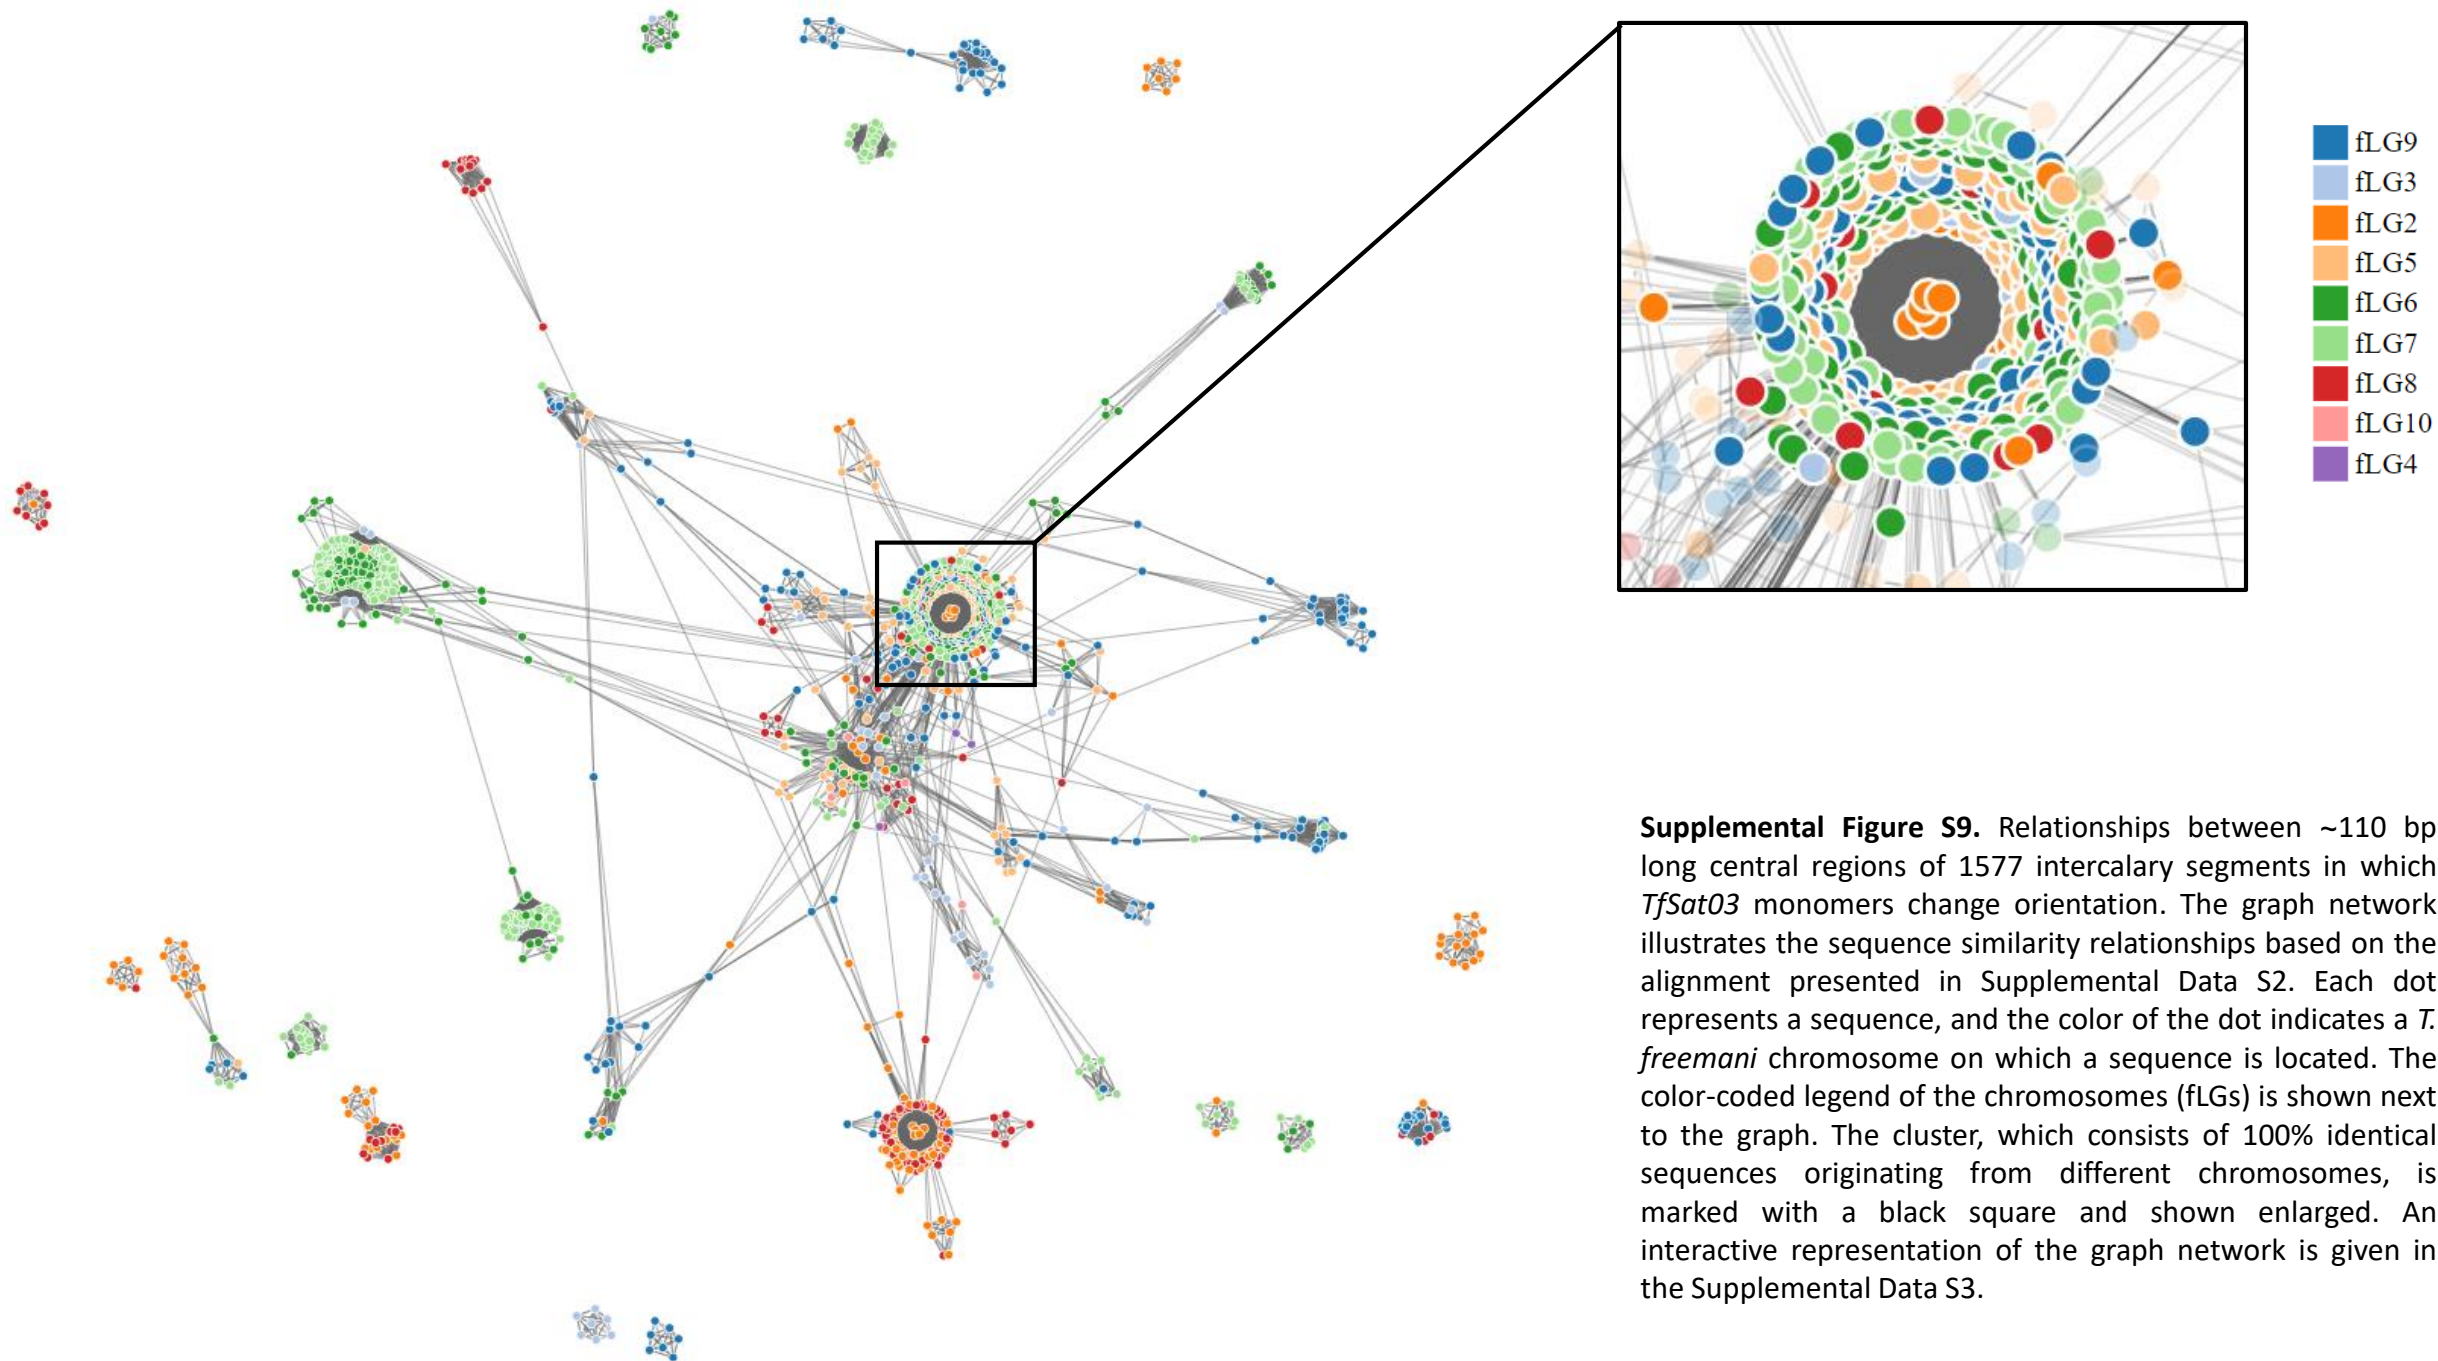 fLG9
fLG3
fLG2
fLG5
fLG6
fLG7
fLG8
fLG10
fLG4
Supplemental Figure S9. Relationships between ~110 bp
long central regions of 1577 intercalary segments in which
TfSat03 monomers change orientation. The graph network
illustrates the sequence similarity relationships based on the
alignment presented in Supplemental Data S2. Each dot
represents a sequence, and the color of the dot indicates a T.
freemani chromosome on which a sequence is located. The
color-coded legend of the chromosomes (fLGs) is shown next
to the graph. The cluster, which consists of 100% identical
sequences originating from different chromosomes, is
marked with a black square and shown enlarged. An
interactive representation of the graph network is given in
the Supplemental Data S3.